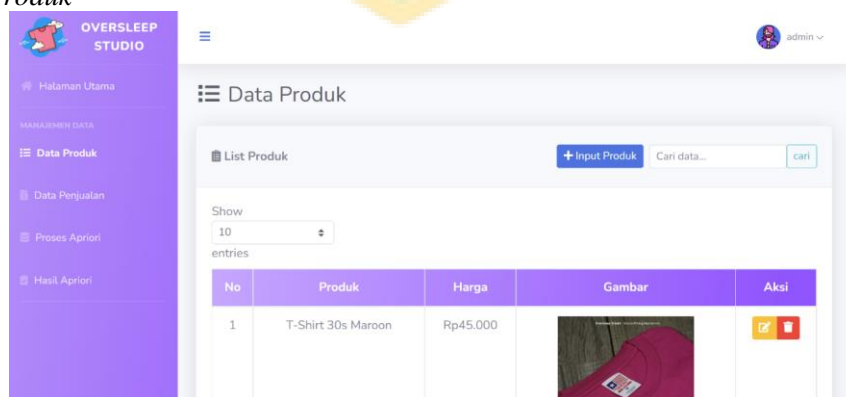 OVERSLEEP
STUDIO
admin
Halaman Utama
Data Produk
MANAJEMEN DATA
Data Produk
List Produk
+ Input Produk
Cari data...
cari
Data Penjualan
Proses Apriori
Hasil Apriori
Show
10
entries
No Produk Harga Gambar Aksi
1 T-Shirt 30s Maroon Rp45.000